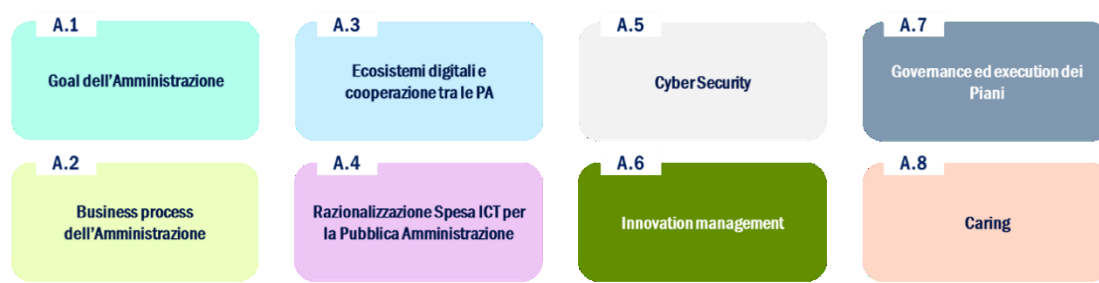 A.1
Goal dell'Amministrazione
A.3
Ecosistemi digitali e
cooperazione tra le PA
A.5
Cyber Security
A.7
Governance ed execution dei
Piani
A.2
Business process
dell'Amministrazione
A.4
Razionalizzazione Spesa ICT per
la Pubblica Amministrazione
A.6
Innovation management
A.8
Caring